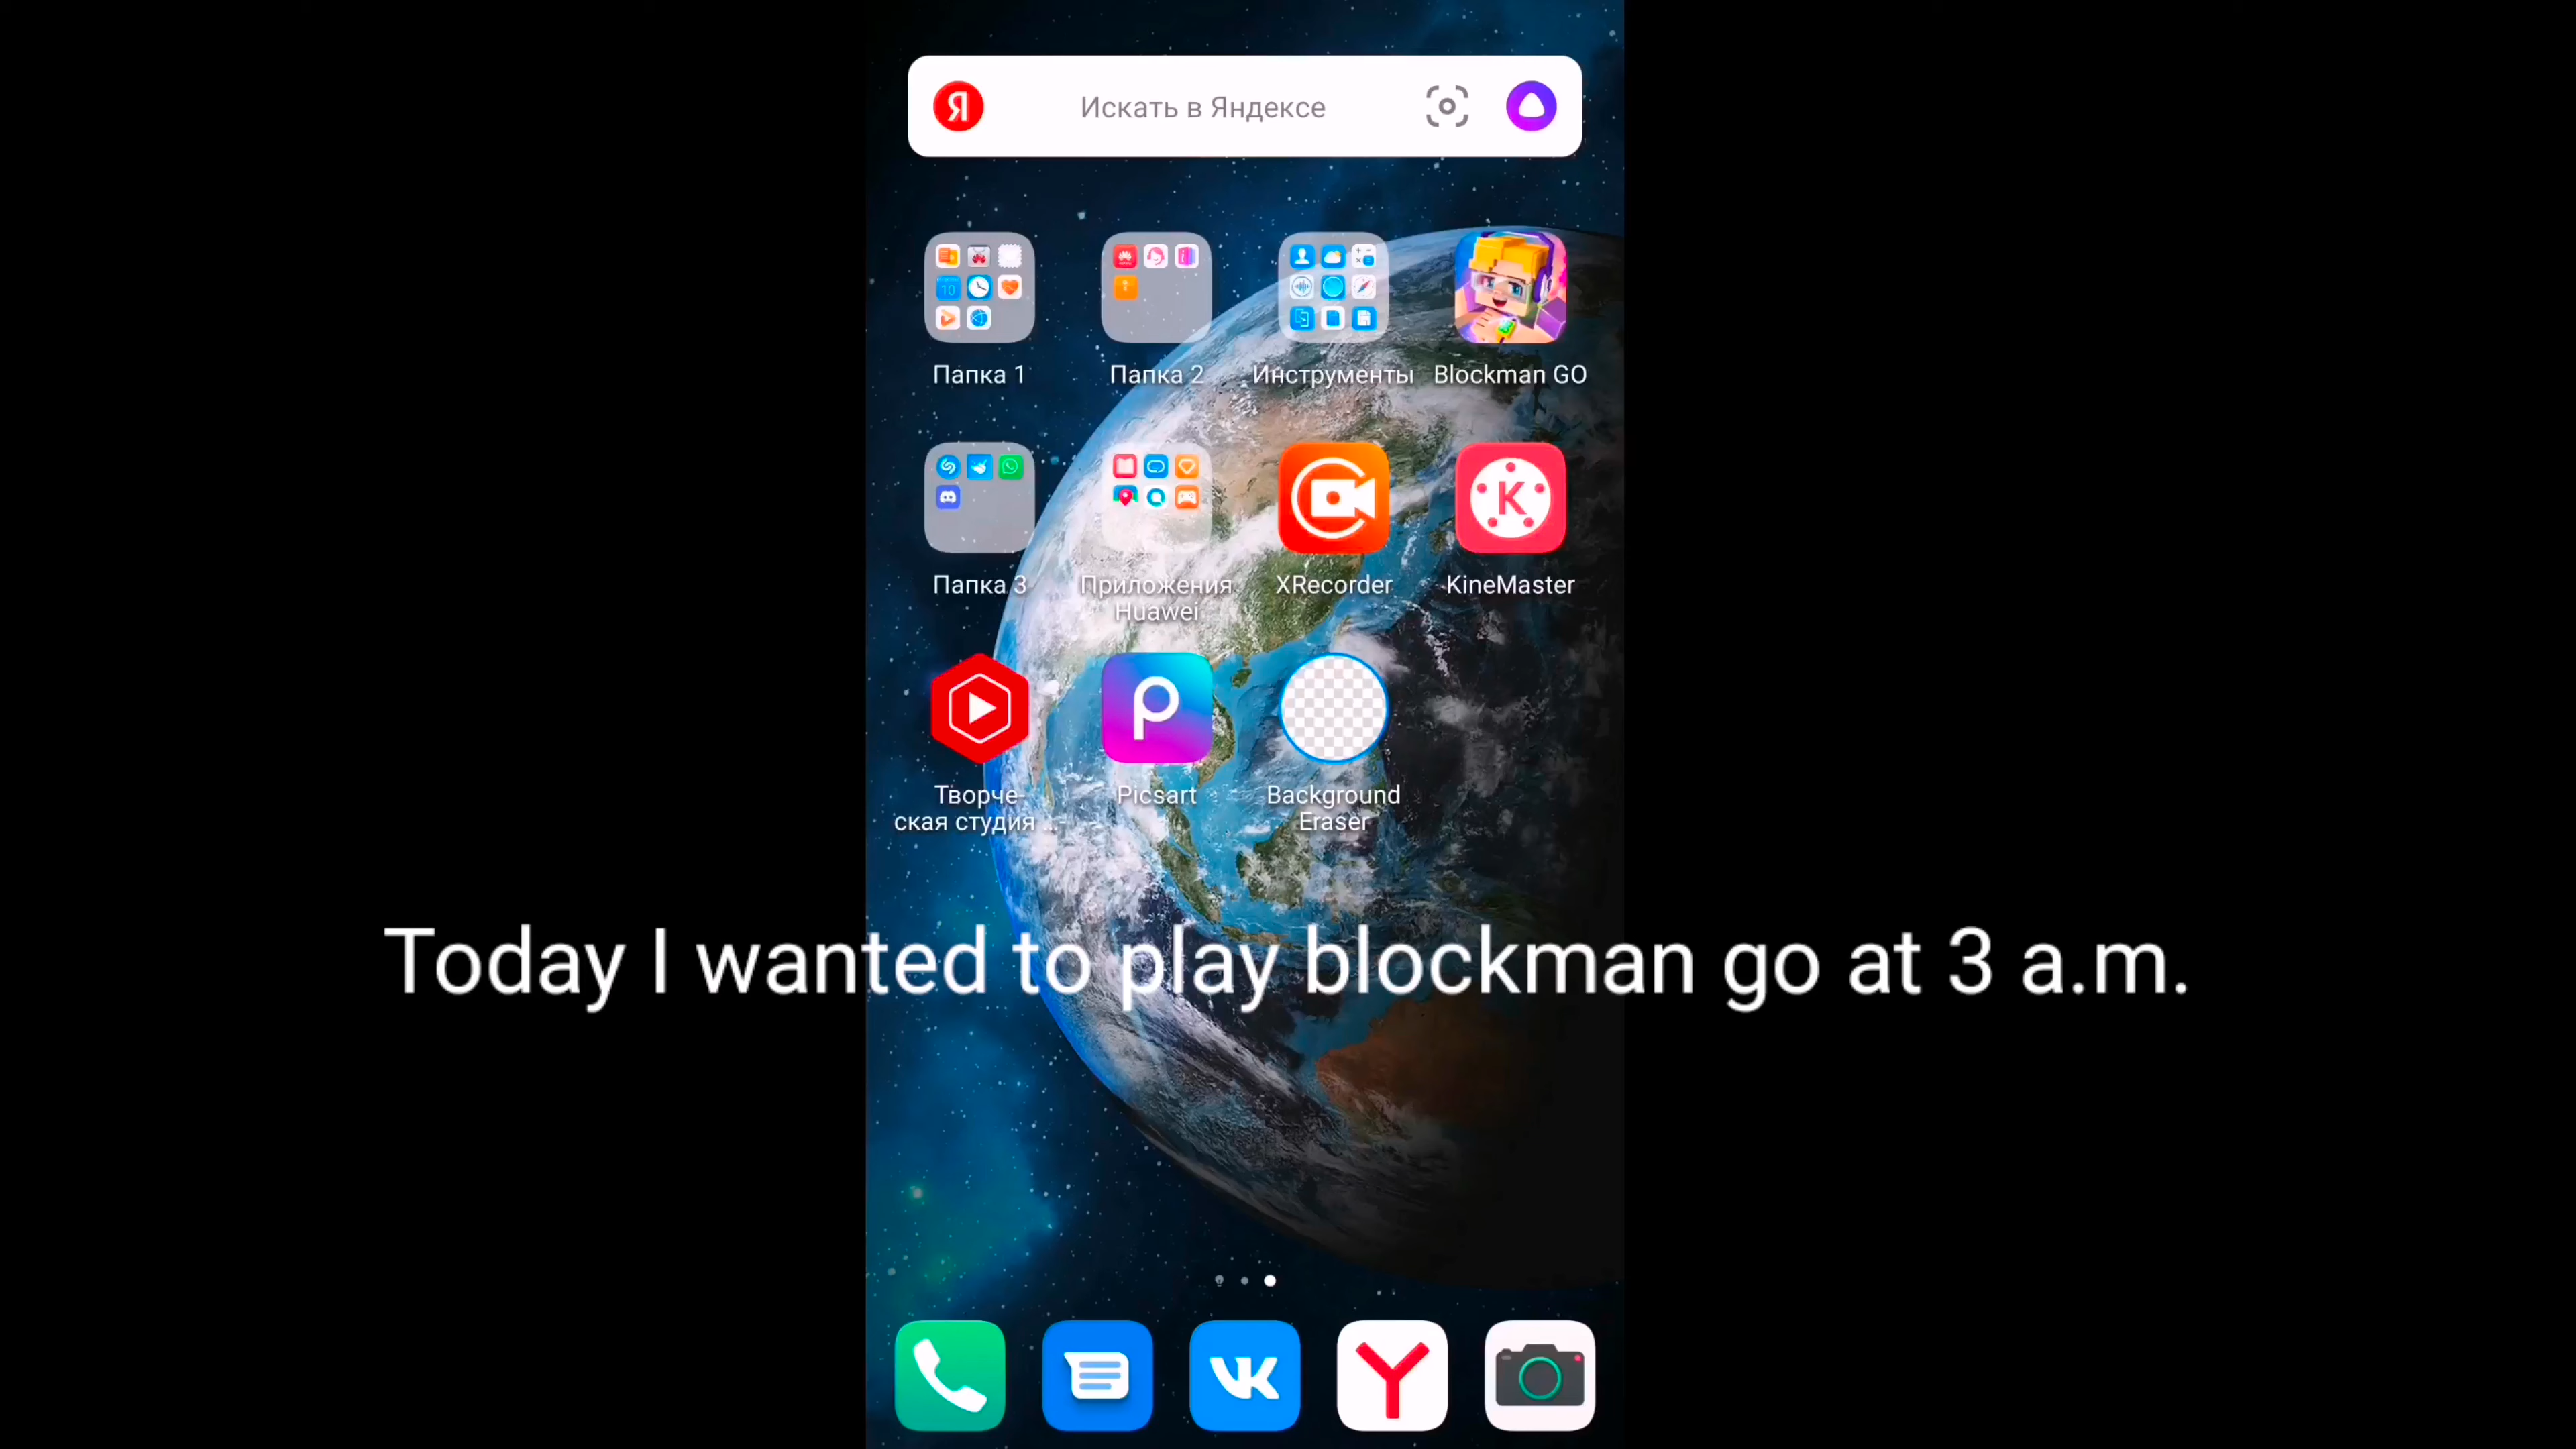 Я Искать в Яндексе
Папка 1
Папка 2
Инструменты
Blockman GO
Папка 3
Приложения
Huawei
XRecorder
KineMaster
Творче-
ская студия ...
Picsart
Background
Eraser
Today I wanted to play blockman go at 3 a.m.